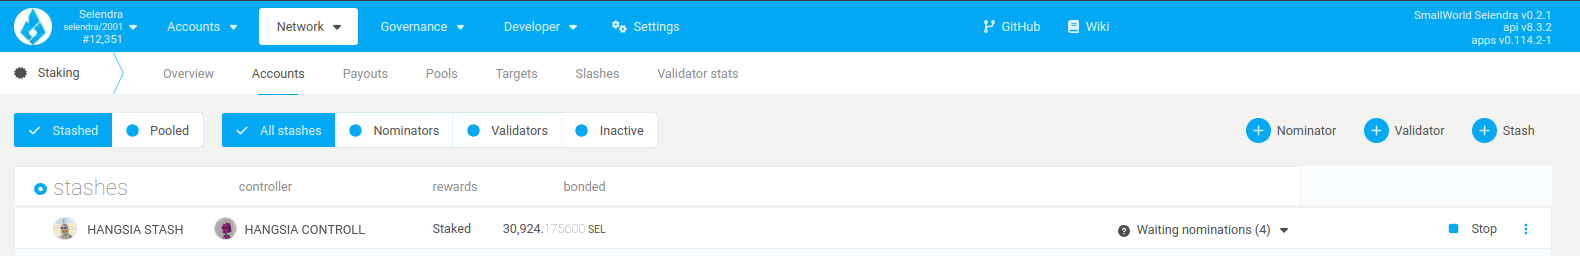 Selendra
selendra/2001
#12,351
Accounts
Network
Governance
Developer
Settings
GitHub
Wiki
SmallWorld Selendra v0.2.1
api v8.3.2
apps v0.114.2-1
Staking
Overview
Accounts
Payouts
Pools
Targets
Slashes
Validator stats
Stashed
Pooled
All stashes
Nominators
Validators
Inactive
Nominator
Validator
Stash
stashes
controller
rewards
bonded
HANGSIA STASH
HANGSIA CONTROLL
Staked
30,924.175600 SEL
Waiting nominations (4)
Stop